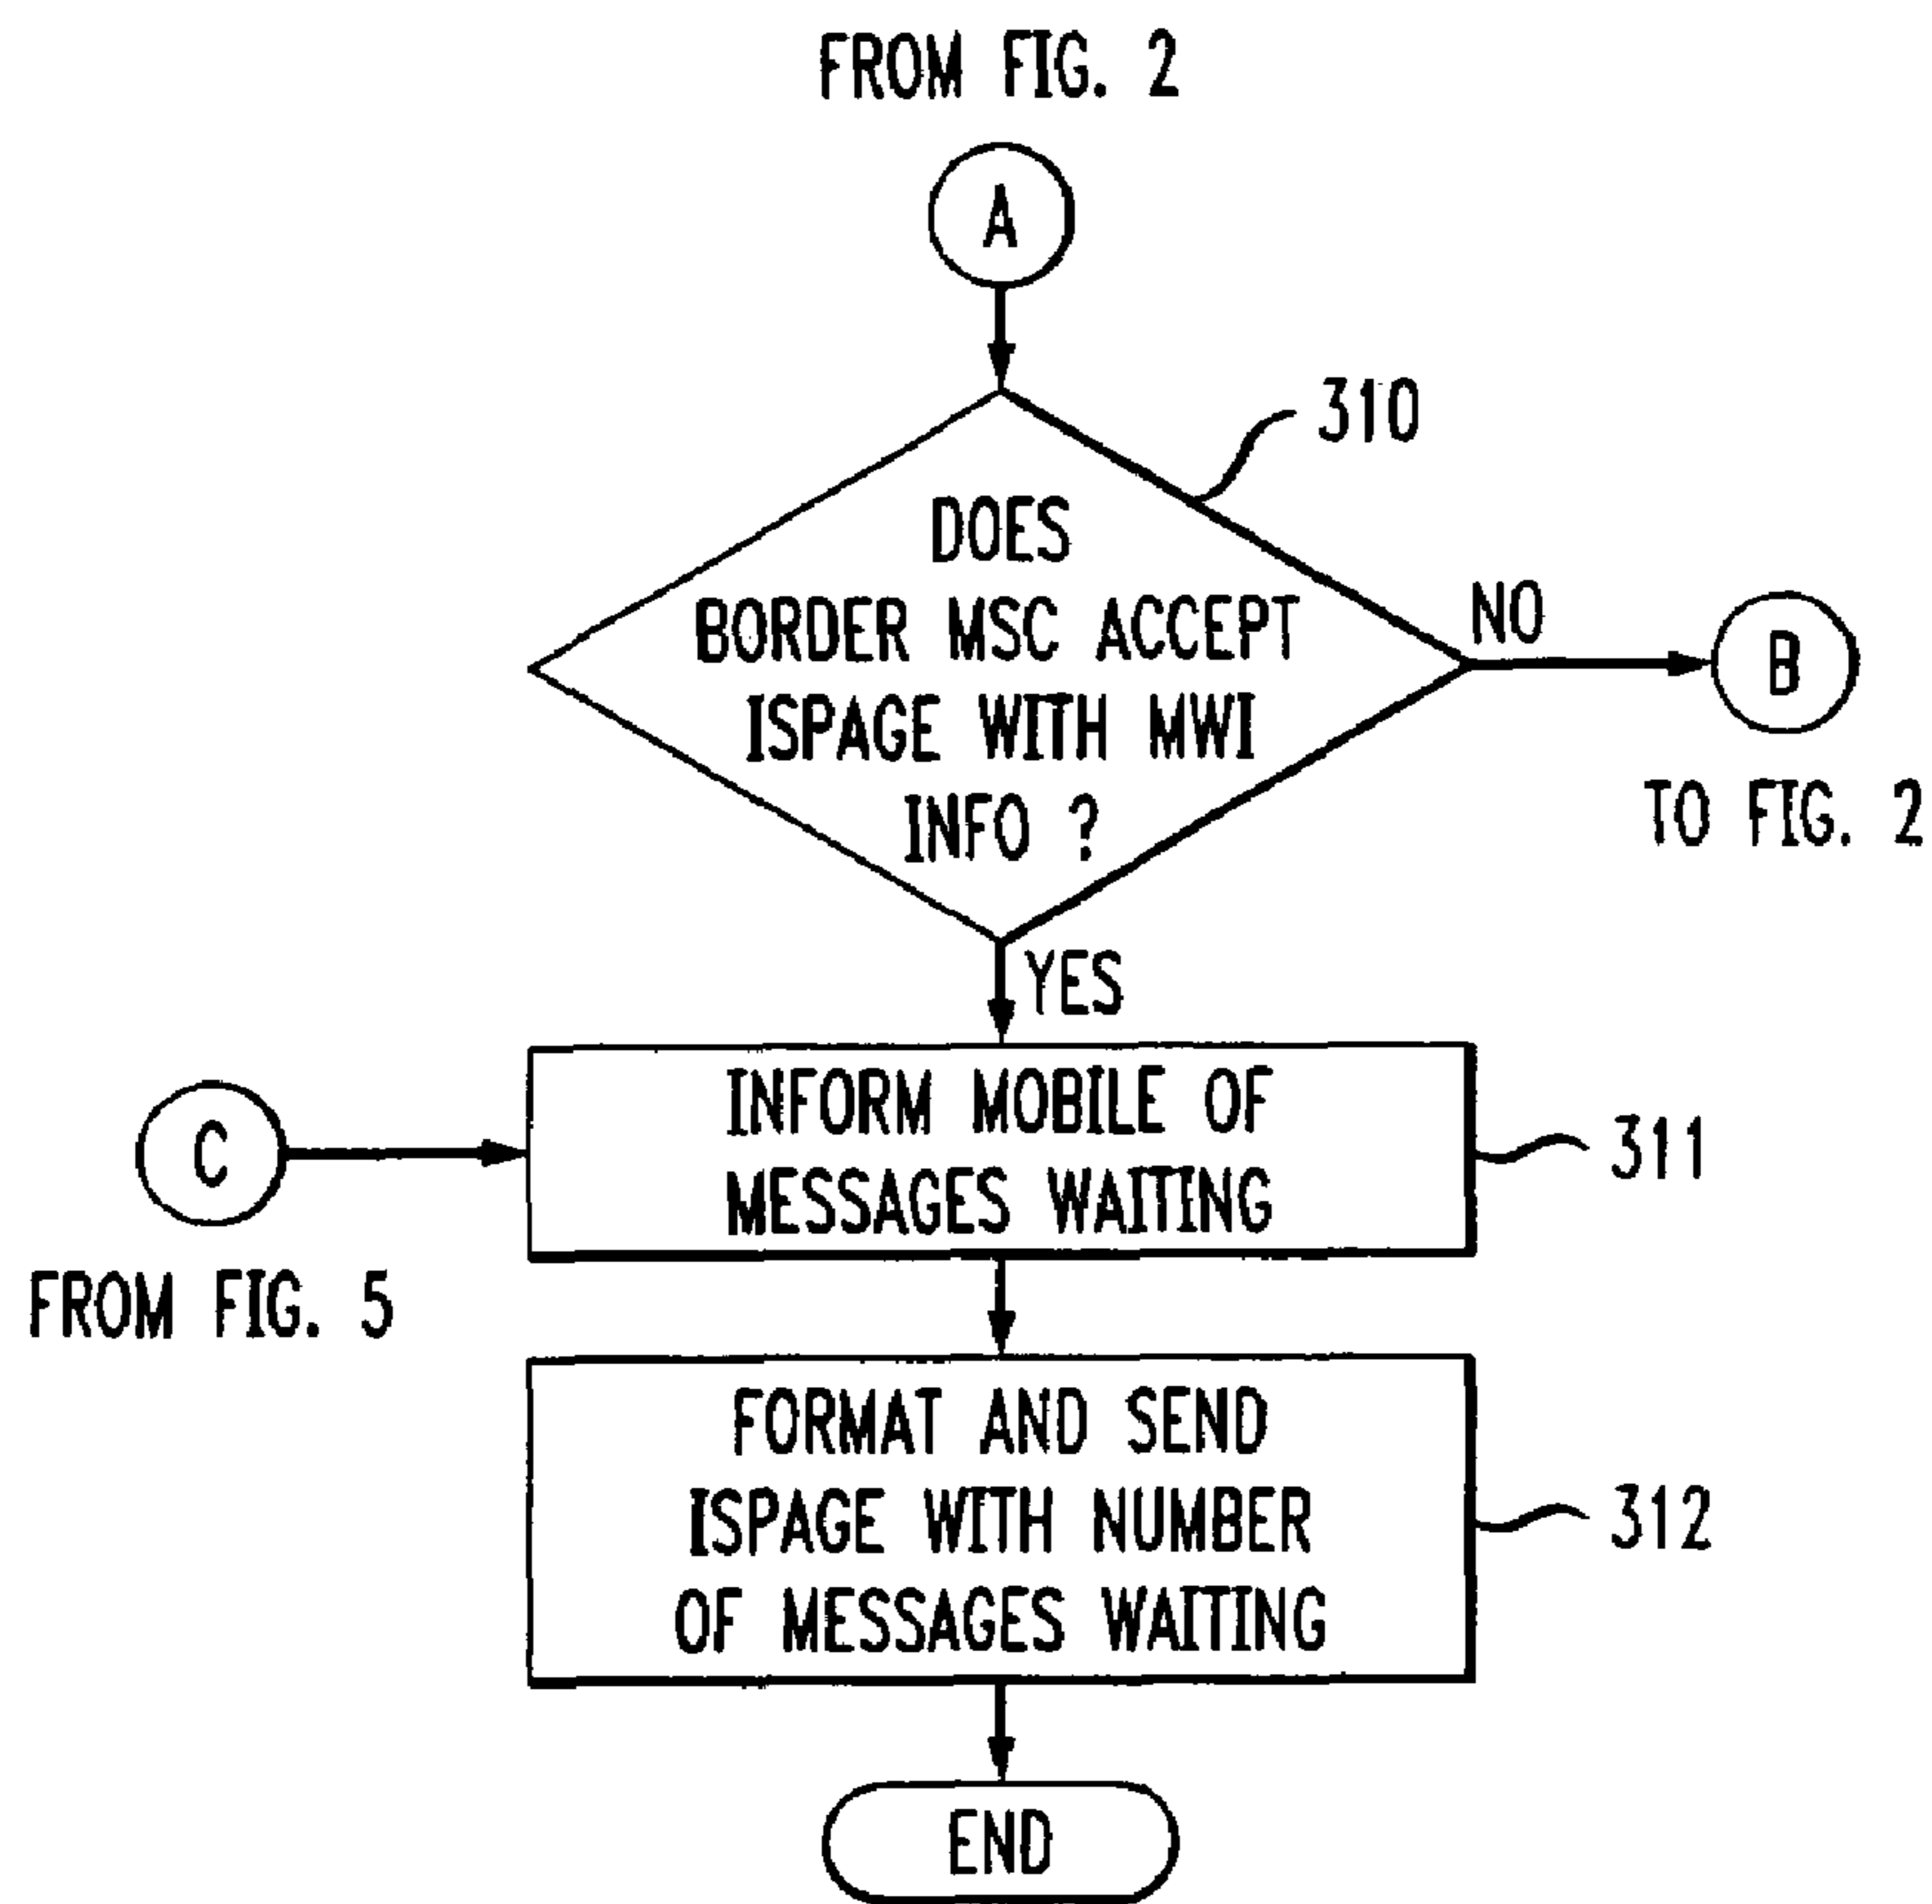 FROM FIG. 2
A
310
DOES
BORDER MSC ACCEPT
ISPAGE WITH MWI
INFO ?
NO
B
TO FIG. 2
YES
C
FROM FIG. 5
INFORM MOBILE OF
MESSAGES WAITING
311
FORMAT AND SEND
ISPAGE WITH NUMBER
OF MESSAGES WAITING
312
END